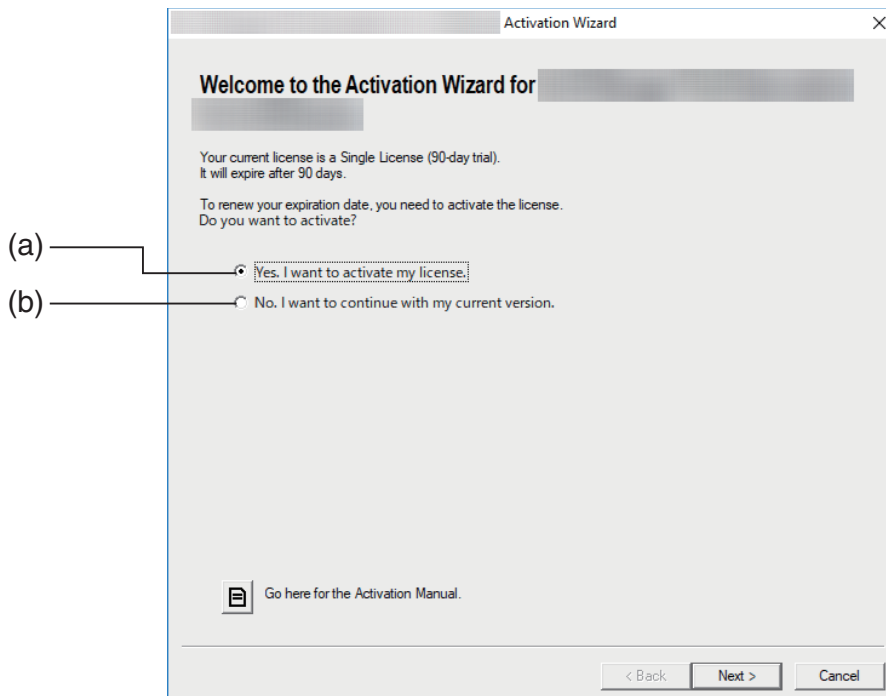 Activation Wizard
Welcome to the Activation Wizard for
Your current license is a Single License (90-day trial).
It will expire after 90 days.
To renew your expiration date, you need to activate the license.
Do you want to activate?
(a)
Yes. I want to activate my license.
(b)
No. I want to continue with my current version.
Go here for the Activation Manual.
< Back
Next >
Cancel